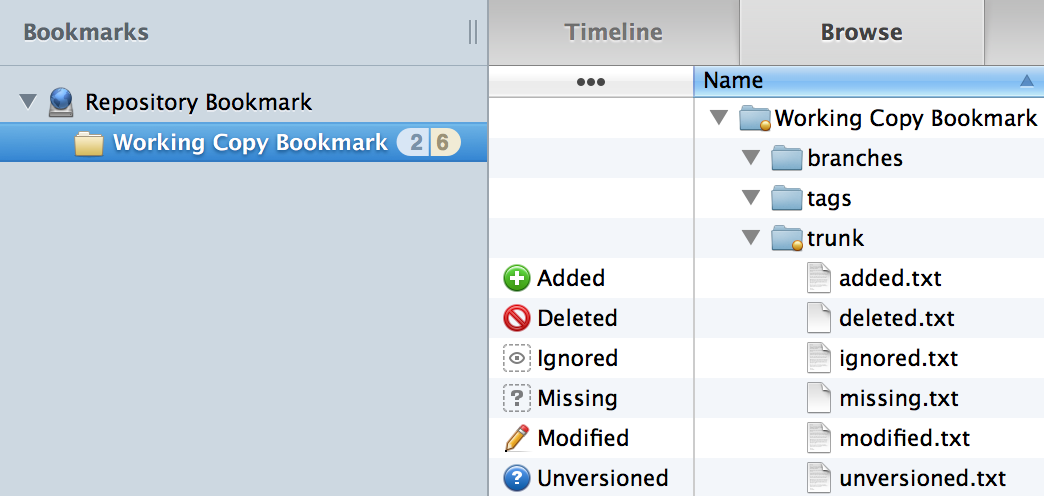 Bookmarks
Timeline
Browse
•••
Name
Repository Bookmark
Working Copy Bookmark 2 6
Working Copy Bookmark
branches
tags
trunk
Added added.txt
Deleted deleted.txt
Ignored ignored.txt
Missing missing.txt
Modified modified.txt
Unversioned unversioned.txt